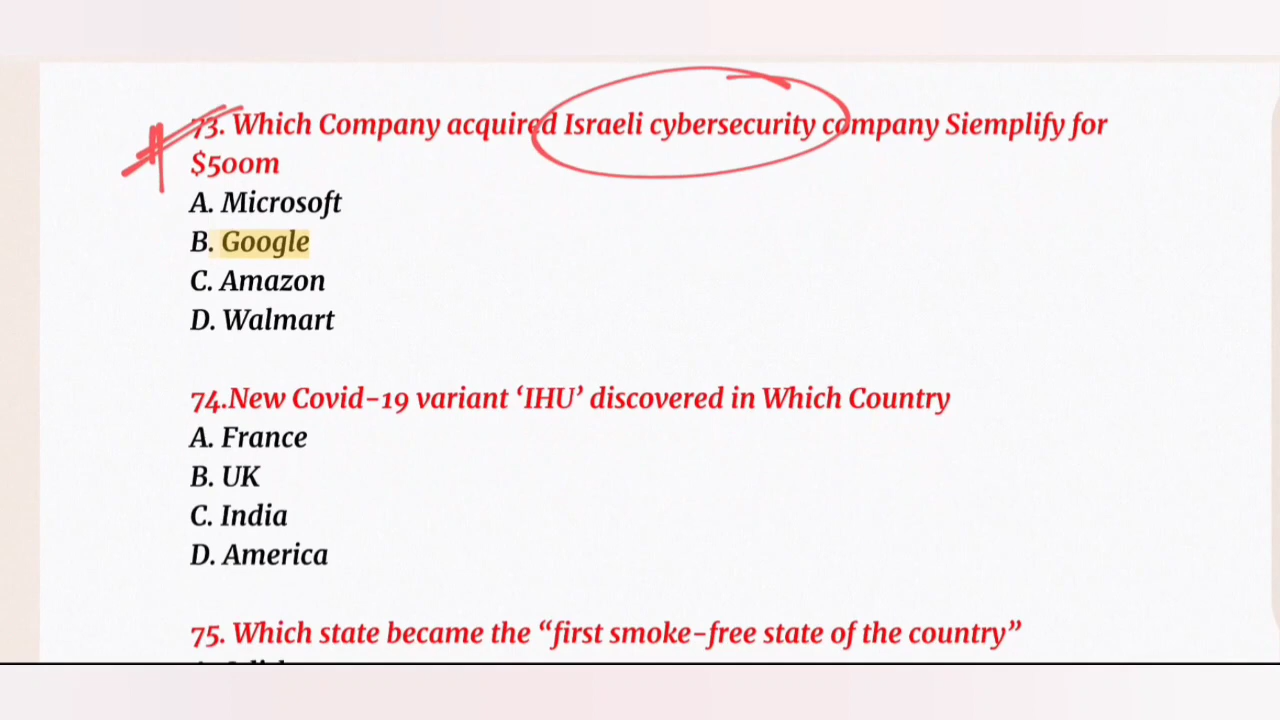 73. Which Company acquired Israeli cybersecurity company Siemplify for
$500m
A. Microsoft
B. Google
C. Amazon
D. Walmart
74.New Covid-19 variant ‘IHU’ discovered in Which Country
A. France
B. UK
C. India
D. America
75. Which state became the “first smoke-free state of the country”